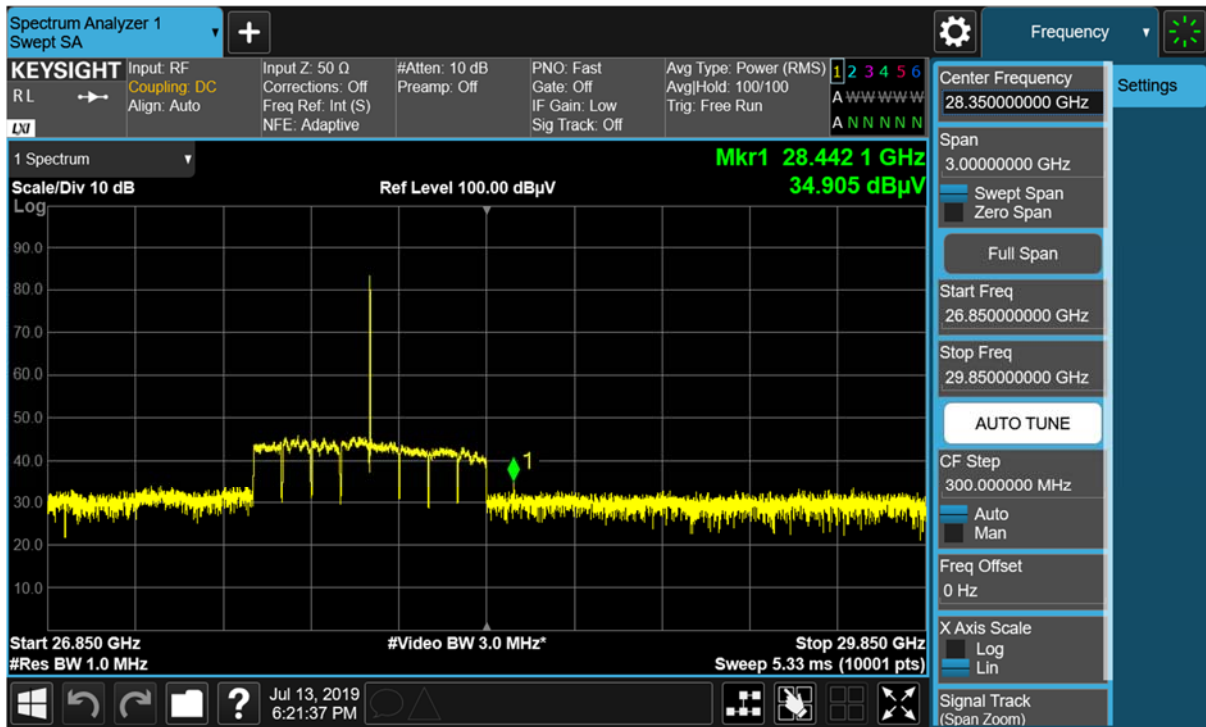 Spectrum Analyzer 1
Swept SA
Frequency
KEYSIGHT
R L
LXI
Input: RF
Coupling: DC
Align: Auto
Input Z: 50 Ω
Corrections: Off
Freq Ref: Int (S)
NFE: Adaptive
#Atten: 10 dB
Preamp: Off
PNO: Fast
Gate: Off
IF Gain: Low
Sig Track: Off
Avg Type: Power (RMS)
Avg|Hold: 100/100
Trig: Free Run
1 2 3 4 5 6
A W W W W W
A N N N N N
1 Spectrum
Scale/Div 10 dB
Log
Ref Level 100.00 dBµV
Mkr1 28.442 1 GHz
34.905 dBµV
90.0
80.0
70.0
60.0
50.0
40.0
30.0
20.0
10.0
1
Start 26.850 GHz
#Res BW 1.0 MHz
#Video BW 3.0 MHz*
Stop 29.850 GHz
Sweep 5.33 ms (10001 pts)
Center Frequency
28.350000000 GHz
Settings
Span
3.00000000 GHz
Swept Span
Zero Span
Full Span
Start Freq
26.850000000 GHz
Stop Freq
29.850000000 GHz
AUTO TUNE
CF Step
300.000000 MHz
Auto
Man
Freq Offset
0 Hz
X Axis Scale
Log
Lin
Signal Track
(Span Zoom)
?
Jul 13, 2019
6:21:37 PM